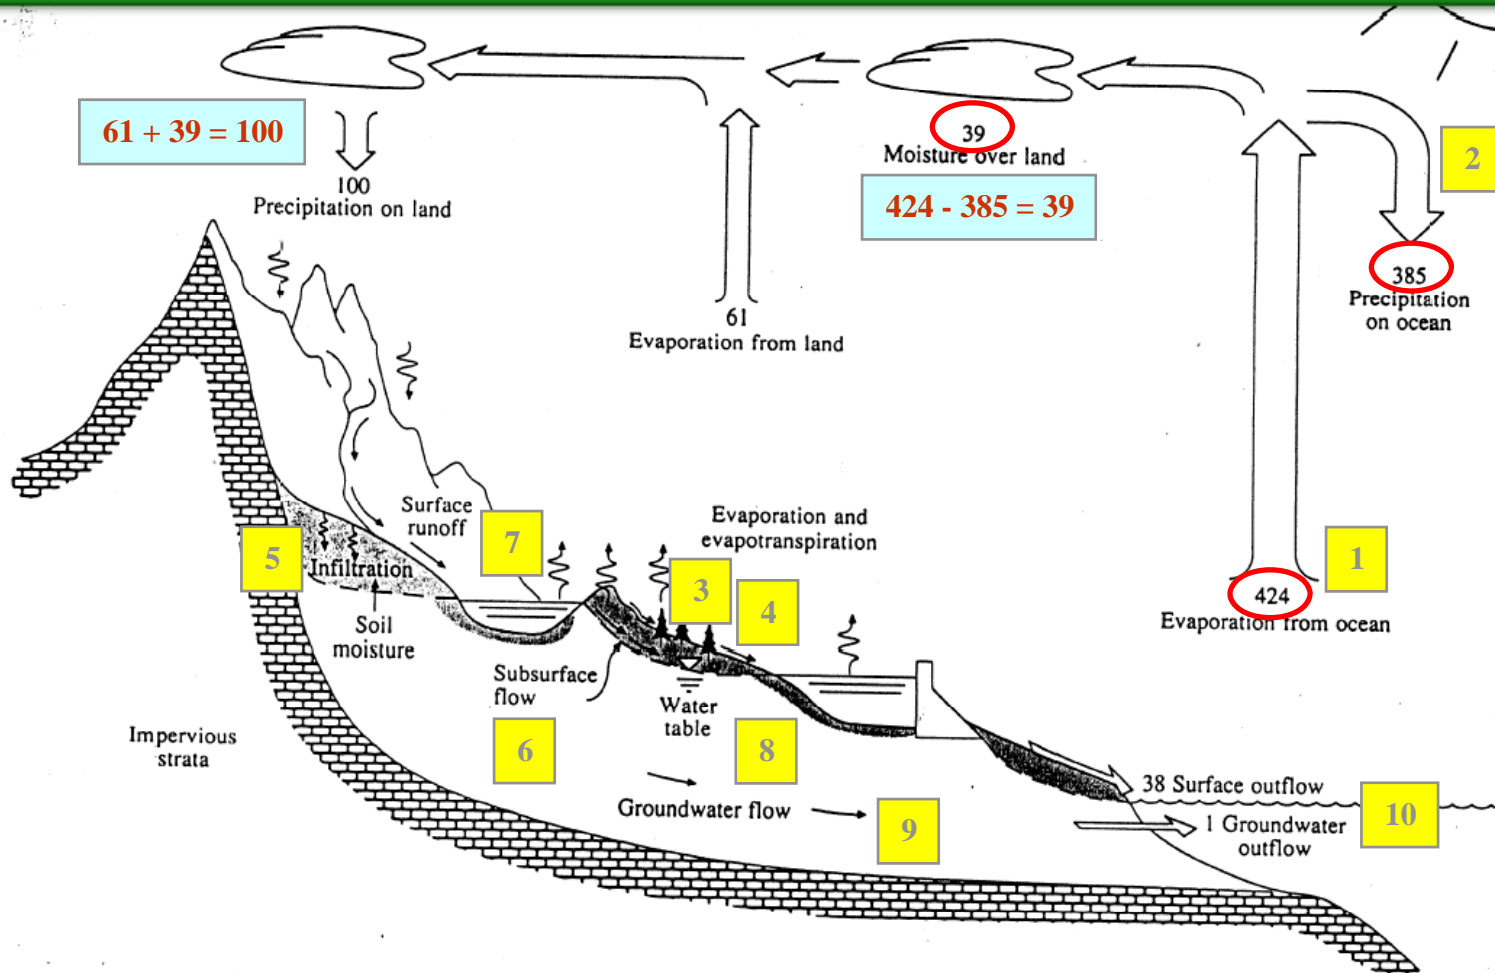 61 + 39 = 100
100
Precipitation on land
39
Moisture over land
424 - 385 = 39
2
385
Precipitation
on ocean
61
Evaporation from land
Surface
runoff
7
Evaporation and
evapotranspiration
5
Infiltration
3
4
1
424
Evaporation from ocean
Soil
moisture
Subsurface
flow
6
Water
table
8
Impervious
strata
Groundwater flow
9
38 Surface outflow
1 Groundwater
outflow
10